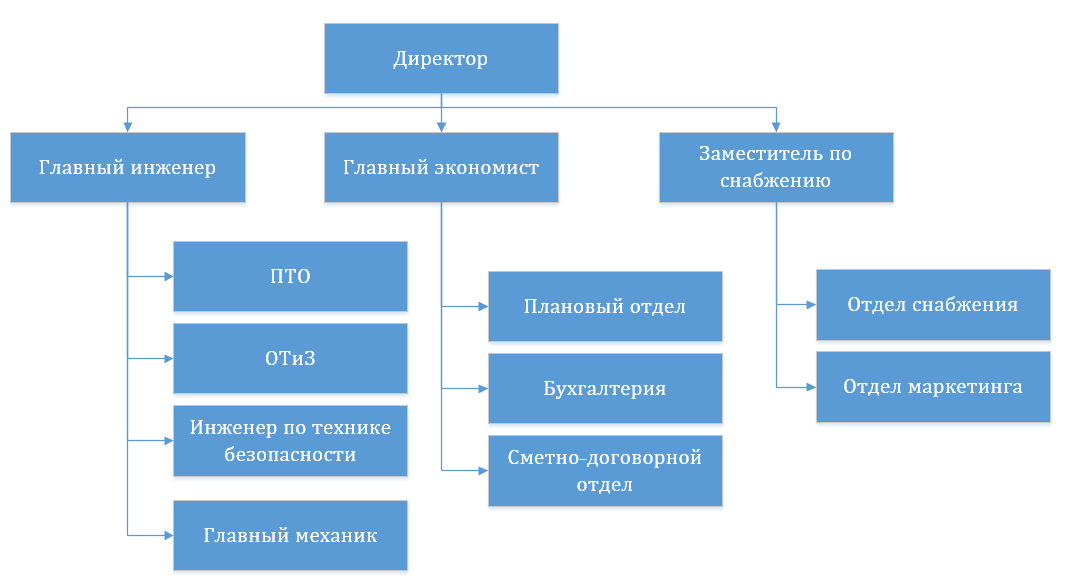 Директор
Главный инженер
Главный экономист
Заместитель по
снабжению
ПТО
ОТиЗ
Инженер по технике
безопасности
Главный механик
Плановый отдел
Бухгалтерия
Сметно-договорной
отдел
Отдел снабжения
Отдел маркетинга